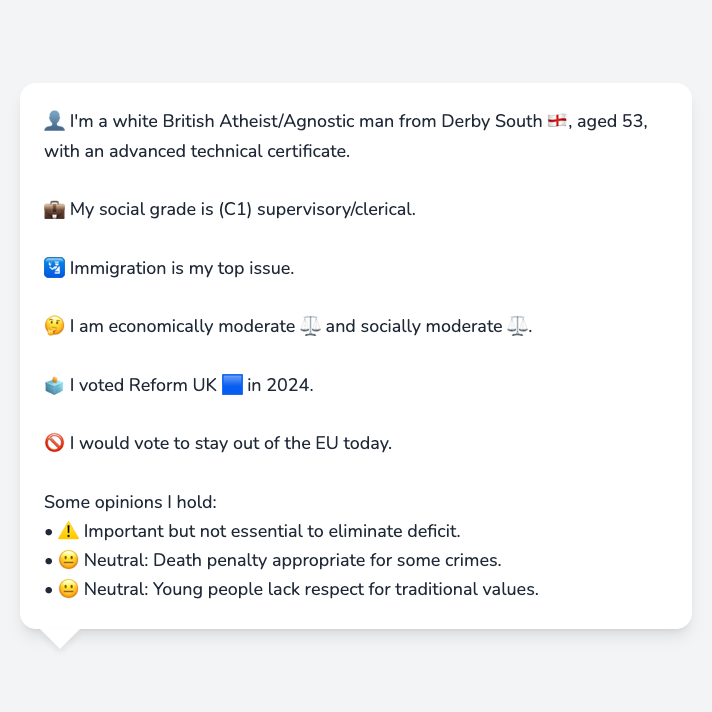 👤 I'm a white British Atheist/Agnostic man from Derby South 🏴󠁧󠁢󠁥󠁮󠁧󠁿, aged 53,
with an advanced technical certificate.
💼 My social grade is (C1) supervisory/clerical.
🛂 Immigration is my top issue.
🤔 I am economically moderate ⚖️ and socially moderate ⚖️.
🗳️ I voted Reform UK 🟦 in 2024.
🚫 I would vote to stay out of the EU today.
Some opinions I hold:
• ⚠️ Important but not essential to eliminate deficit.
• 😐 Neutral: Death penalty appropriate for some crimes.
• 😐 Neutral: Young people lack respect for traditional values.